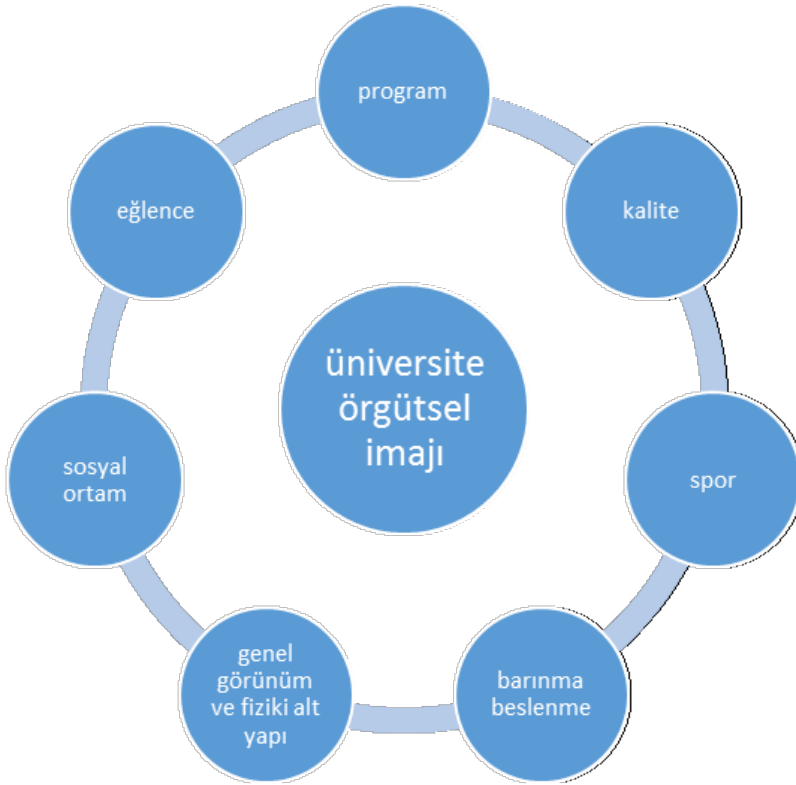 program
kalite
spor
barınma
beslenme
genel
görünüm
ve fiziki alt
yapı
sosyal
ortam
eğlence
üniversite
örgütsel
imajı